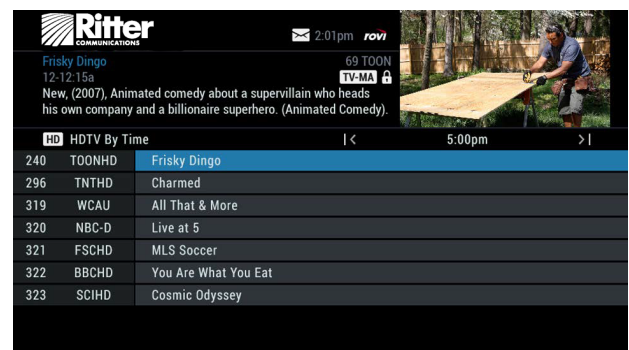 Ritter
COMMUNICATIONS
2:01pm rovi
Frisky Dingo 69 TOON
12-12:15a TV-MA
New, (2007), Animated comedy about a supervillain who heads
his own company and a billionaire superhero. (Animated Comedy).
HD HDTV By Time |< 5:00pm >|
240 TOONHD Frisky Dingo
296 TNTHD Charmed
319 WCAU All That & More
320 NBC-D Live at 5
321 FSCHD MLS Soccer
322 BBCHD You Are What You Eat
323 SCIHD Cosmic Odyssey